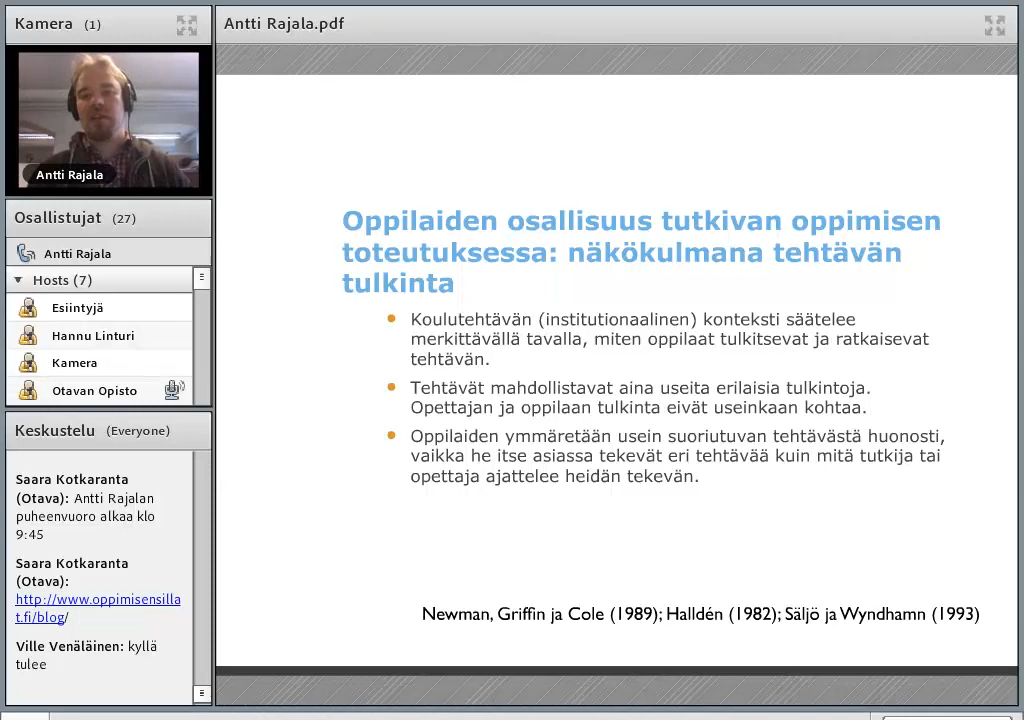 Kamera (1)
Antti Rajala
Osallistujat (27)
Antti Rajala
Hosts (7)
Esiintyjä
Hannu Linturi
Kamera
Otavan Opisto
Keskustelu (Everyone)
Saara Kotkaranta
(Otava): Antti Rajalan
puheenvuoro alkaa klo
9:45
Saara Kotkaranta
(Otava):
http://www.oppimisensilla
t.fi/blog/
Ville Venäläinen: kyllä
tulee
Antti Rajala.pdf
Oppilaiden osallisuus tutkivan oppimisen
toteutuksessa: näkökulmana tehtävän
tulkinta
Koulutehtävän (institutionaalinen) konteksti säätelee
merkittävällä tavalla, miten oppilaat tulkitsevat ja ratkaisevat
tehtävän.
Tehtävät mahdollistavat aina useita erilaisia tulkintoja.
Opettajan ja oppilaan tulkinta eivät useinkaan kohtaa.
Oppilaiden ymmäretään usein suoriutuvan tehtävästä huonosti,
vaikka he itse asiassa tekevät eri tehtävää kuin mitä tutkija tai
opettaja ajattelee heidän tekevän.
Newman, Griffin ja Cole (1989); Halldén (1982); Säljö ja Wyndhamn (1993)